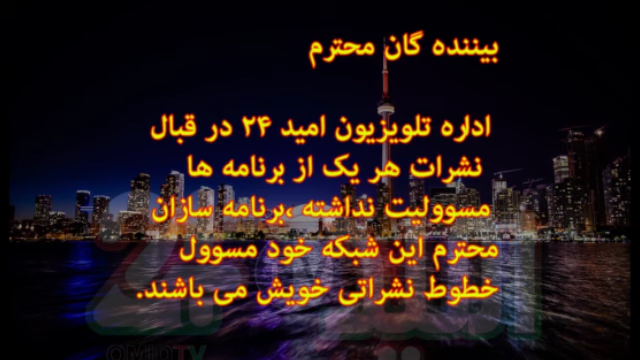 بیننده گان محترم
اداره تلویزیون امید ۲۴ در قبال
نشرات هر یک از برنامه ها
مسوولیت نداشته ،برنامه سازان
محترم این شبکه خود مسوول
خطوط نشراتی خویش می باشند.
@OMIDTV